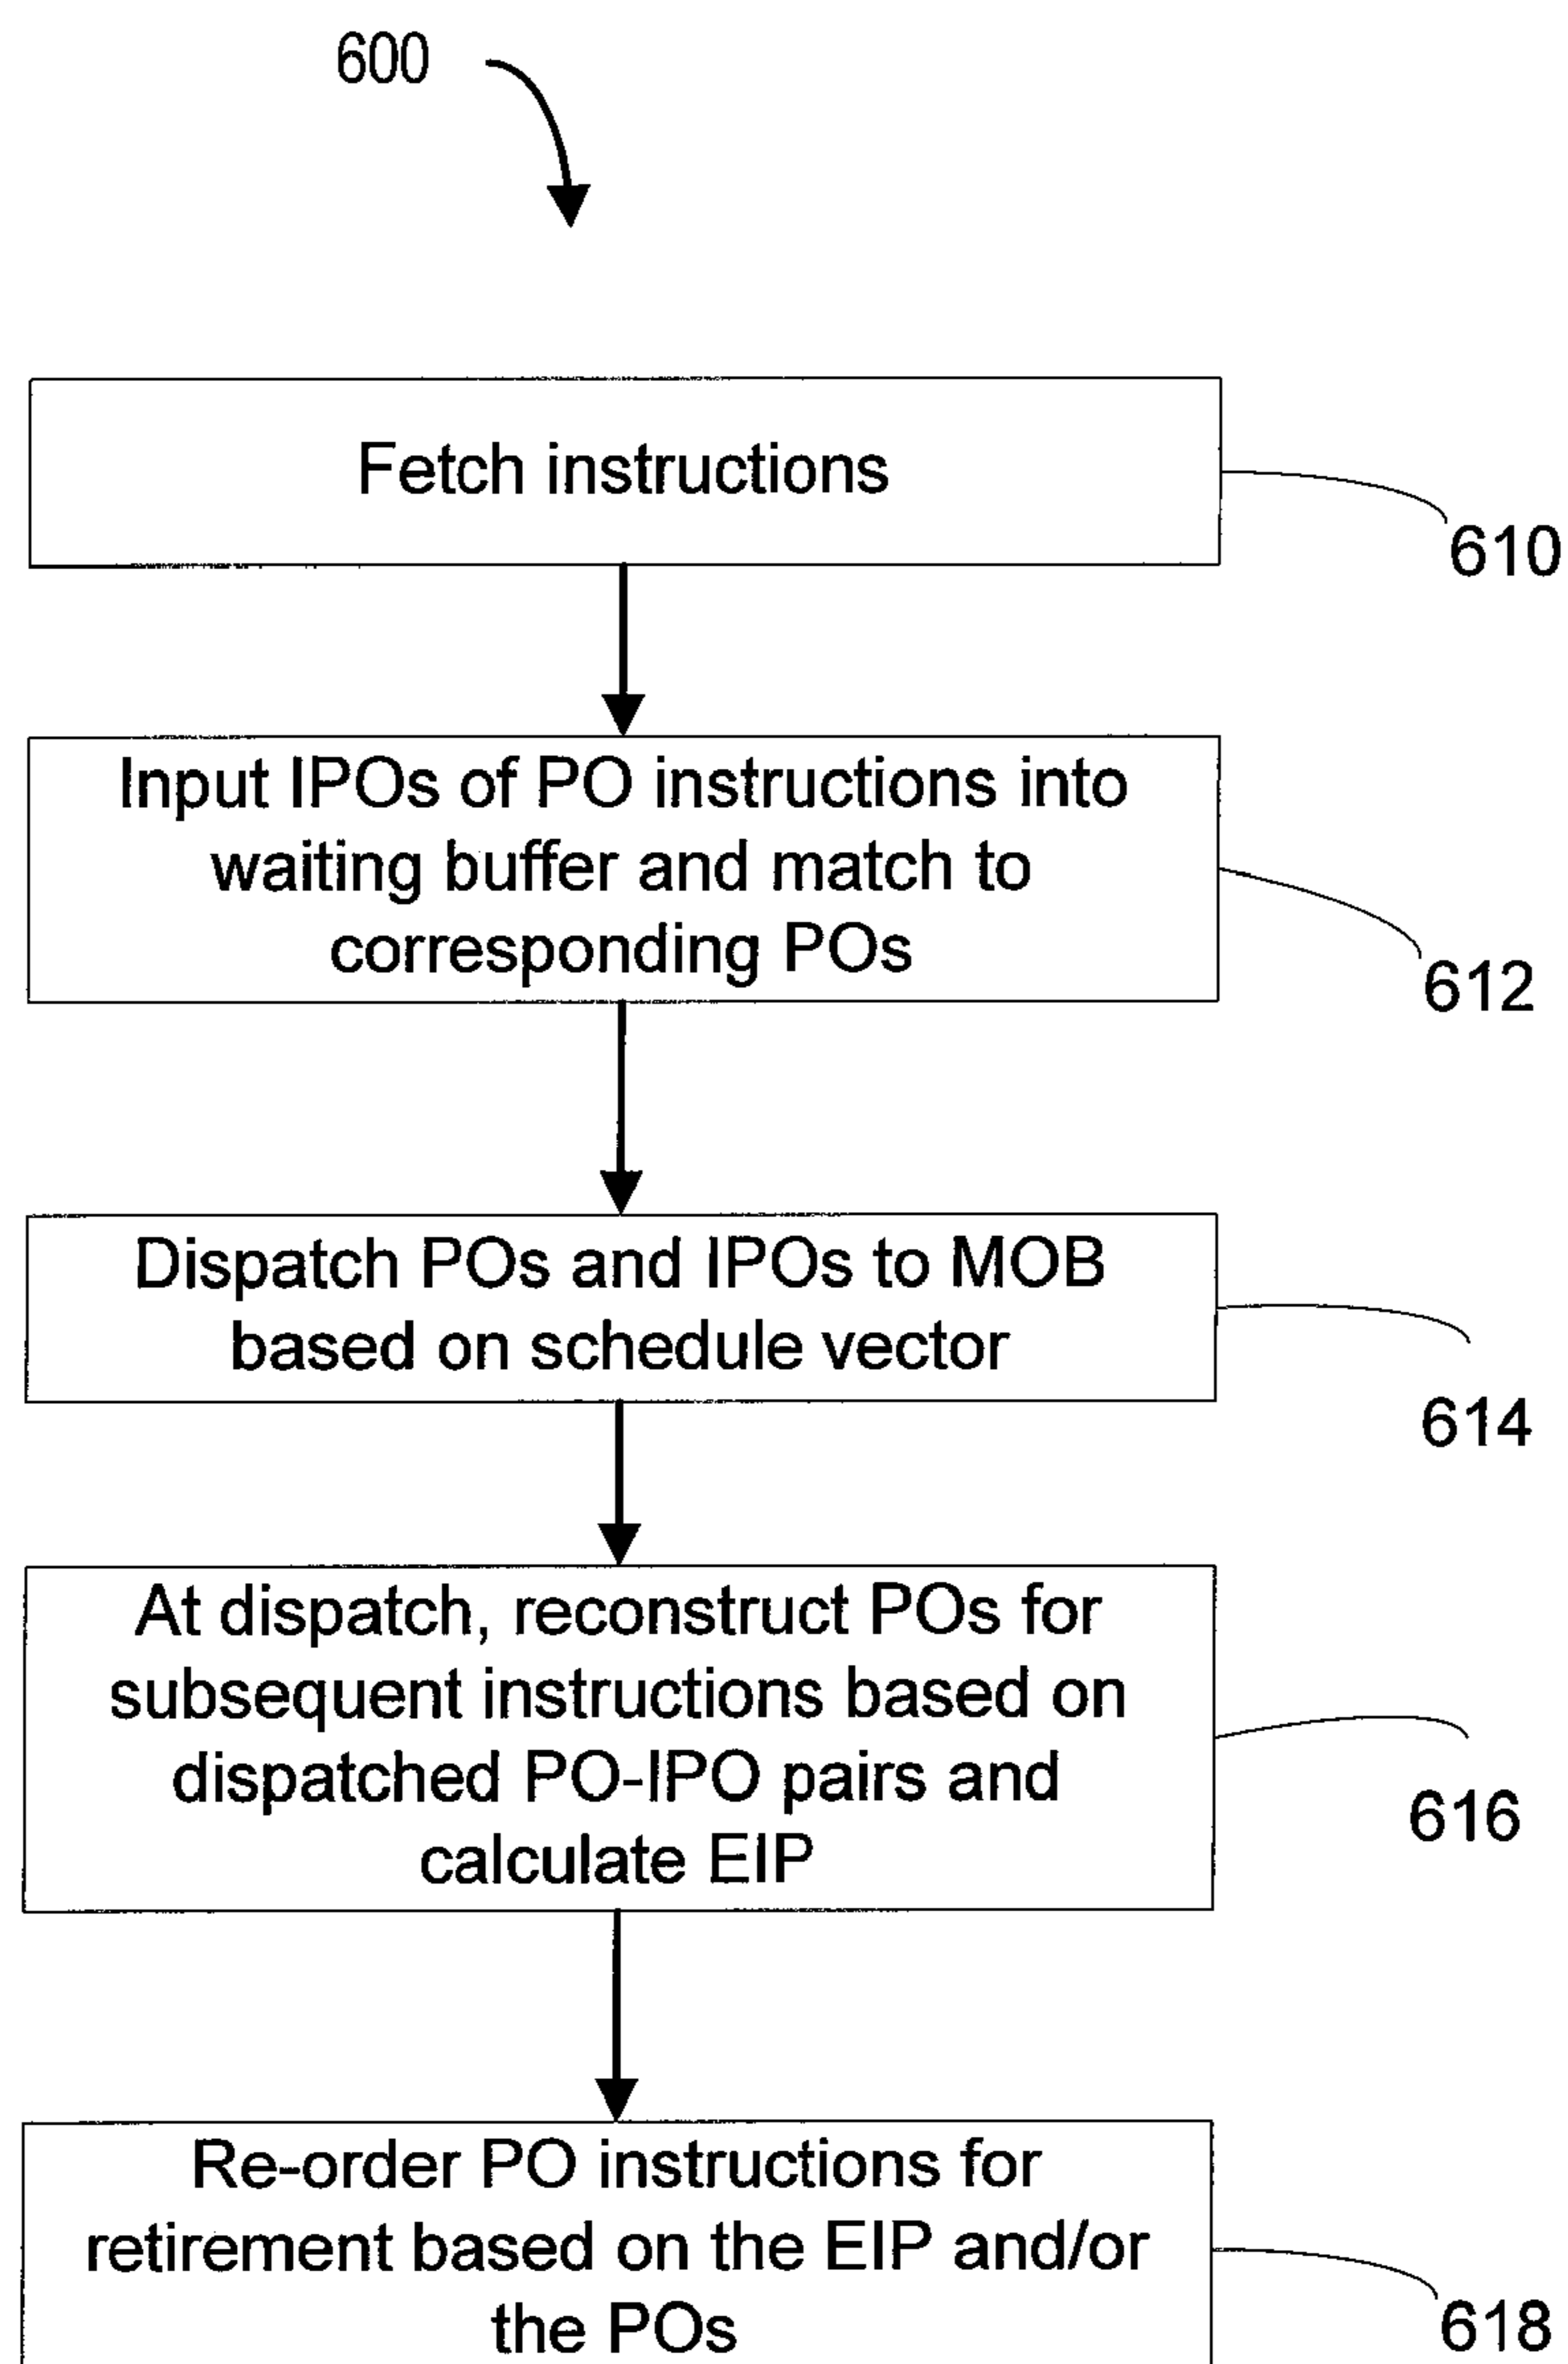 600
Fetch instructions
610
Input IPOs of PO instructions into
waiting buffer and match to
corresponding POs
612
Dispatch POs and IPOs to MOB
based on schedule vector
614
At dispatch, reconstruct POs for
subsequent instructions based on
dispatched PO-IPO pairs and
calculate EIP
616
Re-order PO instructions for
retirement based on the EIP and/or
the POs
618